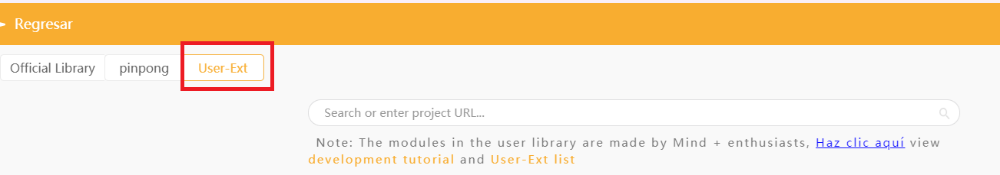 Regresar
Official Library pinpong User-Ext
Search or enter project URL...
Note: The modules in the user library are made by Mind + enthusiasts, Haz clic aquí view
development tutorial and User-Ext list